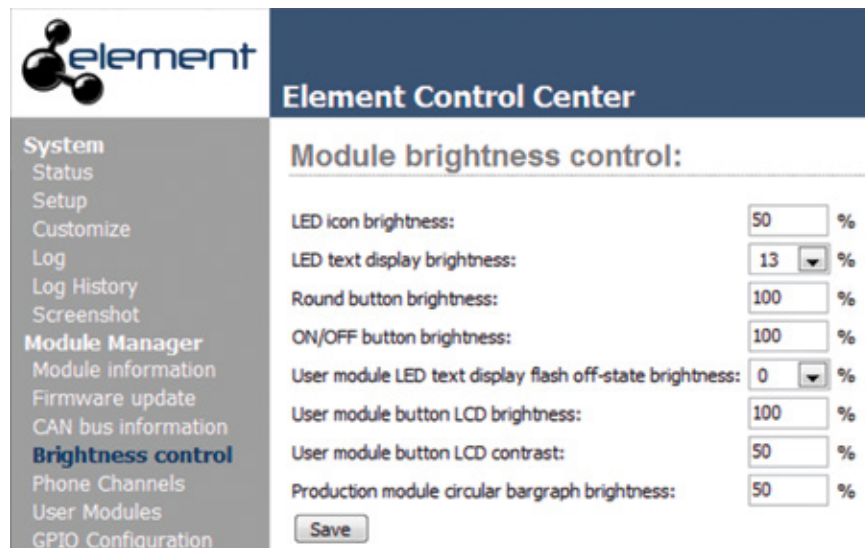 element
Element Control Center
System
Status
Setup
Customize
Log
Log History
Screenshot
Module Manager
Module information
Firmware update
CAN bus information
Brightness control
Phone Channels
User Modules
GPIO Configuration
Module brightness control:
LED icon brightness: 50 %
LED text display brightness: 13 %
Round button brightness: 100 %
ON/OFF button brightness: 100 %
User module LED text display flash off-state brightness: 0 %
User module button LCD brightness: 100 %
User module button LCD contrast: 50 %
Production module circular bargraph brightness: 50 %
Save